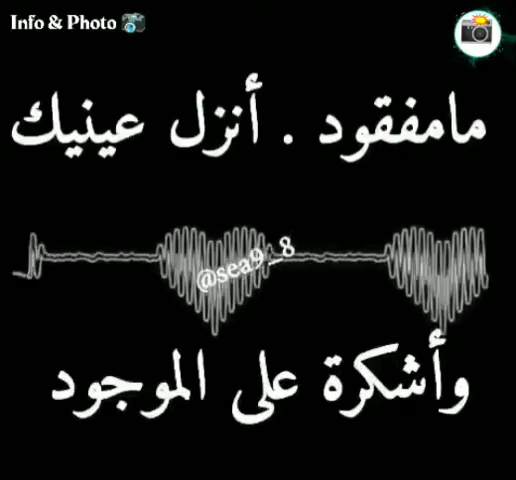 Info & Photo
مامفقود . أنزل عينيك
@sea9_8
وأشكرة على الموجود